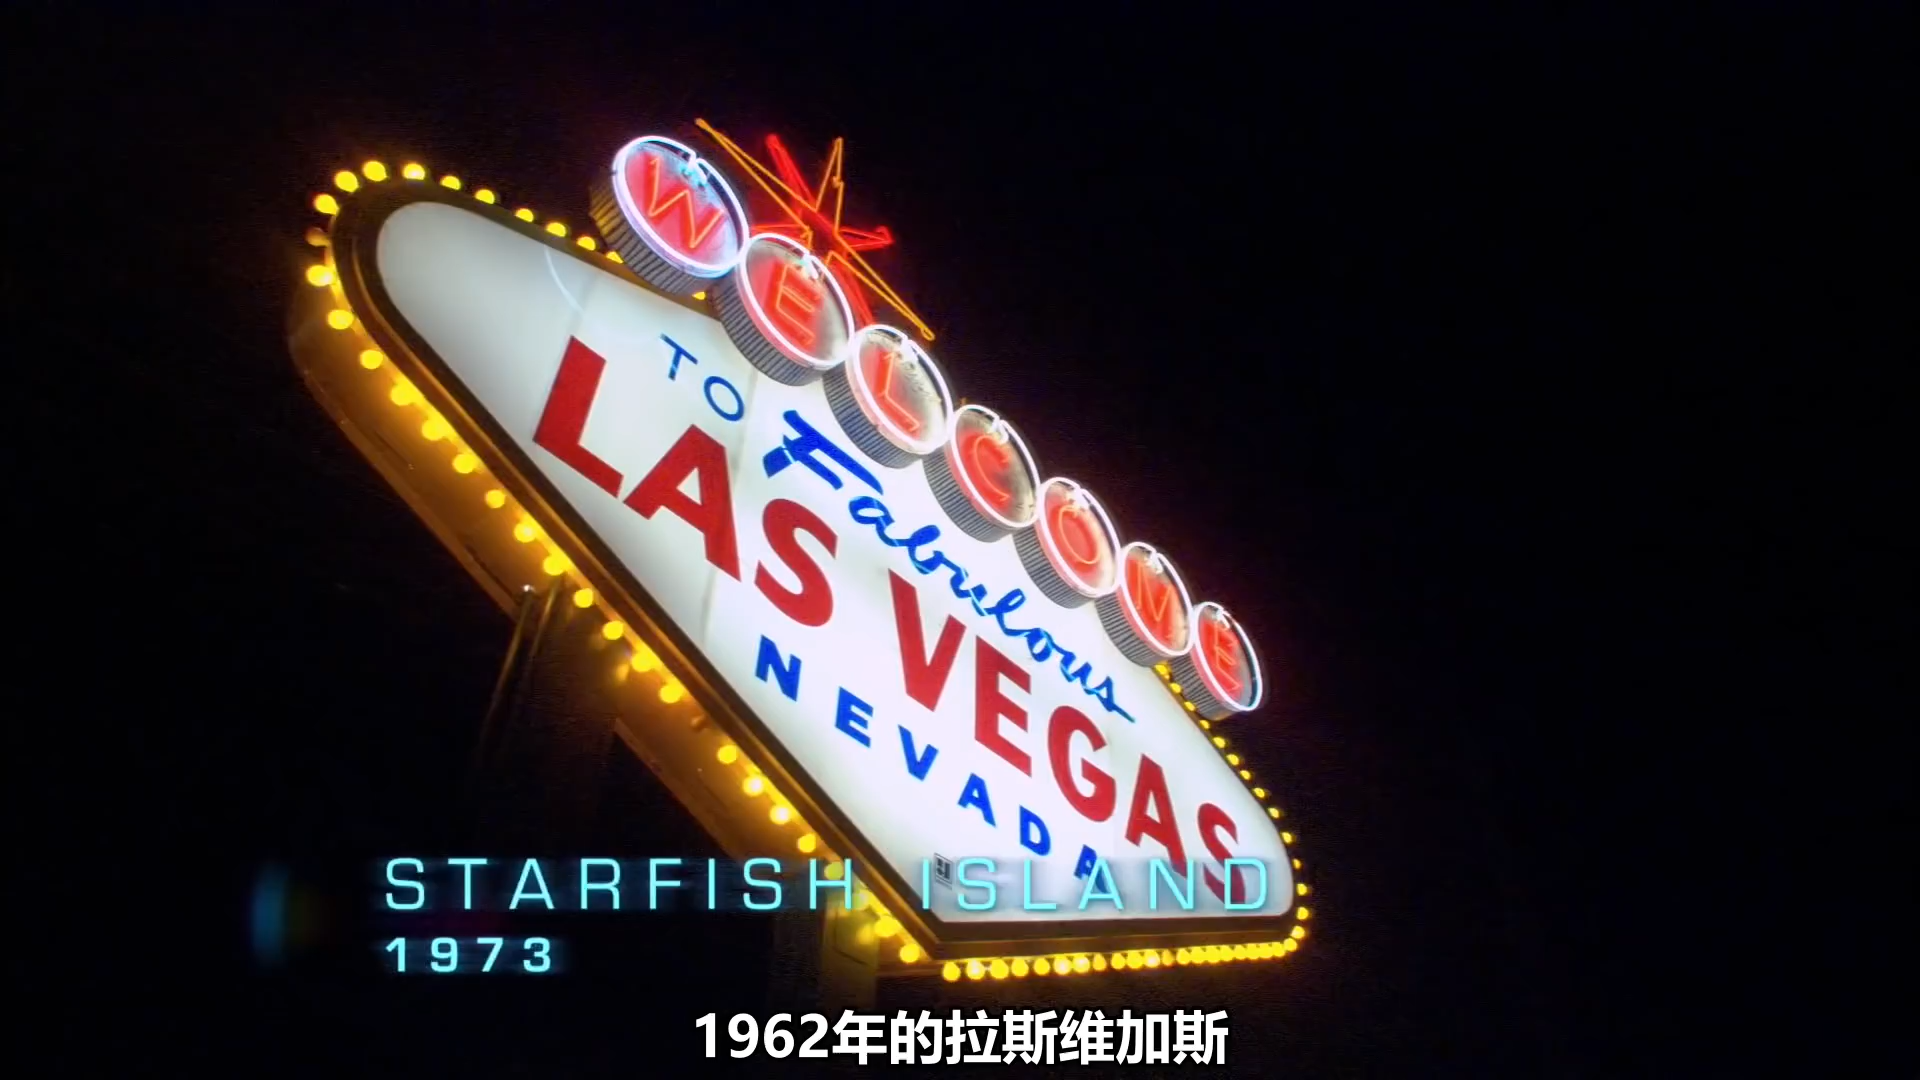 WELCOME
TO Fabulous
LAS VEGAS
NEVADA
STARFISH ISLAND
1973
1962年的拉斯维加斯